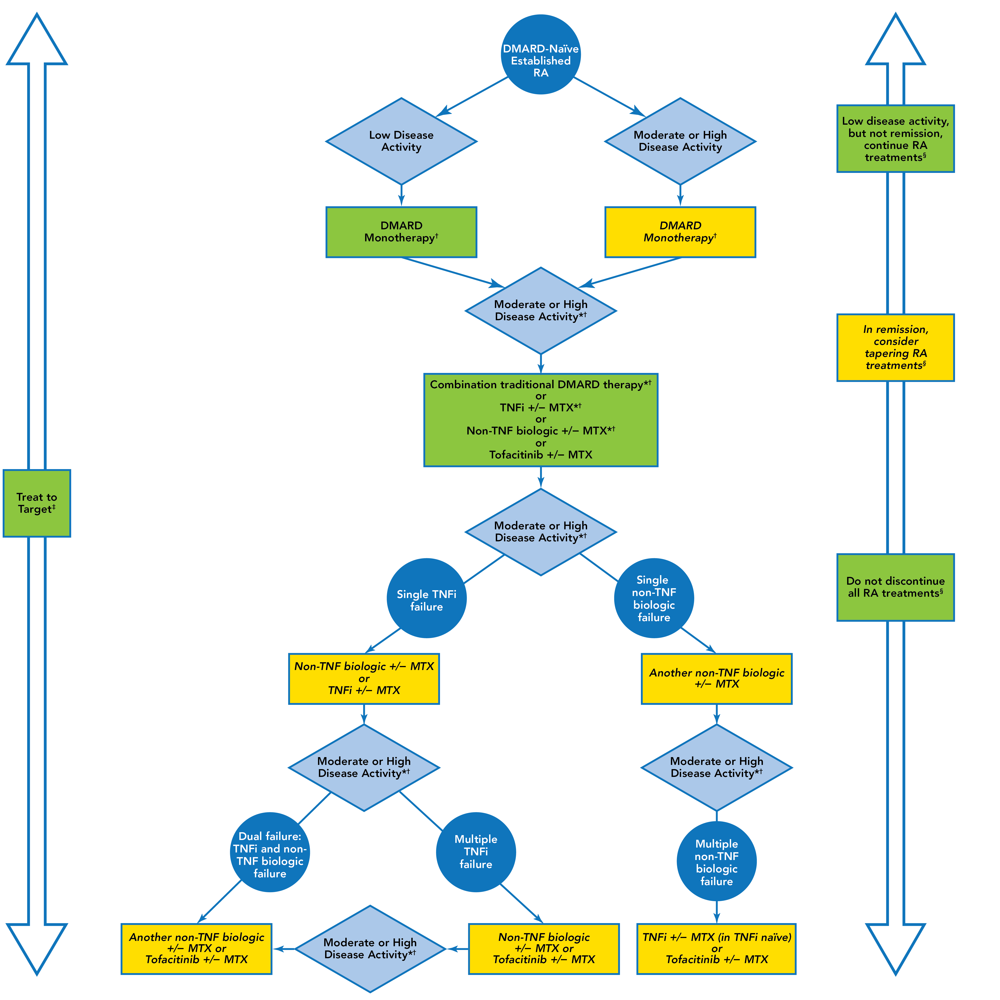 DMARD-Naïve
Established
RA
Low Disease
Activity
Moderate or High
Disease Activity
Low disease activity,
but not remission,
continue RA
treatments§
DMARD
Monotherapy†
DMARD
Monotherapy†
Moderate or High
Disease Activity*†
In remission,
consider
tapering RA
treatments§
Combination traditional DMARD therapy*†
or
TNFi +/− MTX*†
or
Non-TNF biologic +/− MTX*†
or
Tofacitinib +/− MTX
Treat to
Target‡
Moderate or High
Disease Activity*†
Do not discontinue
all RA treatments§
Single TNFi
failure
Single
non-TNF
biologic
failure
Non-TNF biologic +/− MTX
or
TNFi +/− MTX
Another non-TNF biologic
+/− MTX
Moderate or High
Disease Activity*†
Moderate or High
Disease Activity*†
Dual failure:
TNFi and non-
TNF biologic
failure
Multiple
TNFi
failure
Multiple
non-TNF
biologic
failure
Another non-TNF biologic
+/− MTX or
Tofacitinib +/− MTX
Moderate or High
Disease Activity*†
Non-TNF biologic
+/− MTX or
Tofacitinib +/− MTX
TNFi +/− MTX (in TNFi naïve)
or
Tofacitinib +/− MTX